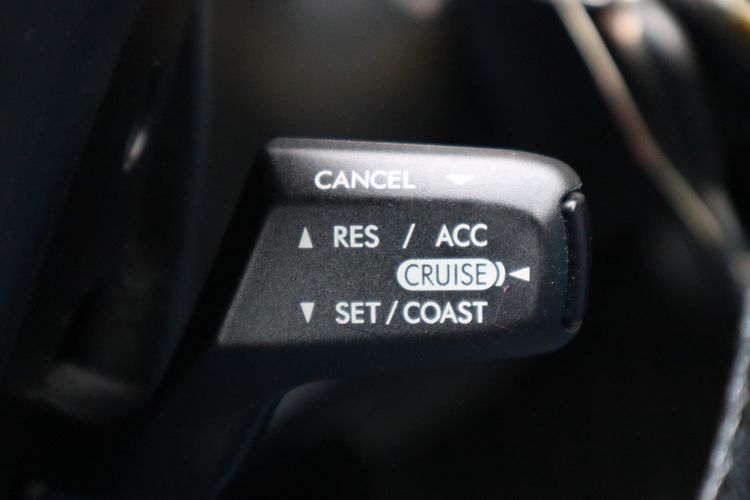 CANCEL
RES / ACC
CRUISE
SET / COAST